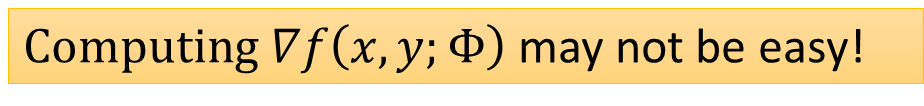 Computing ∇f(x, y; Φ) may not be easy!